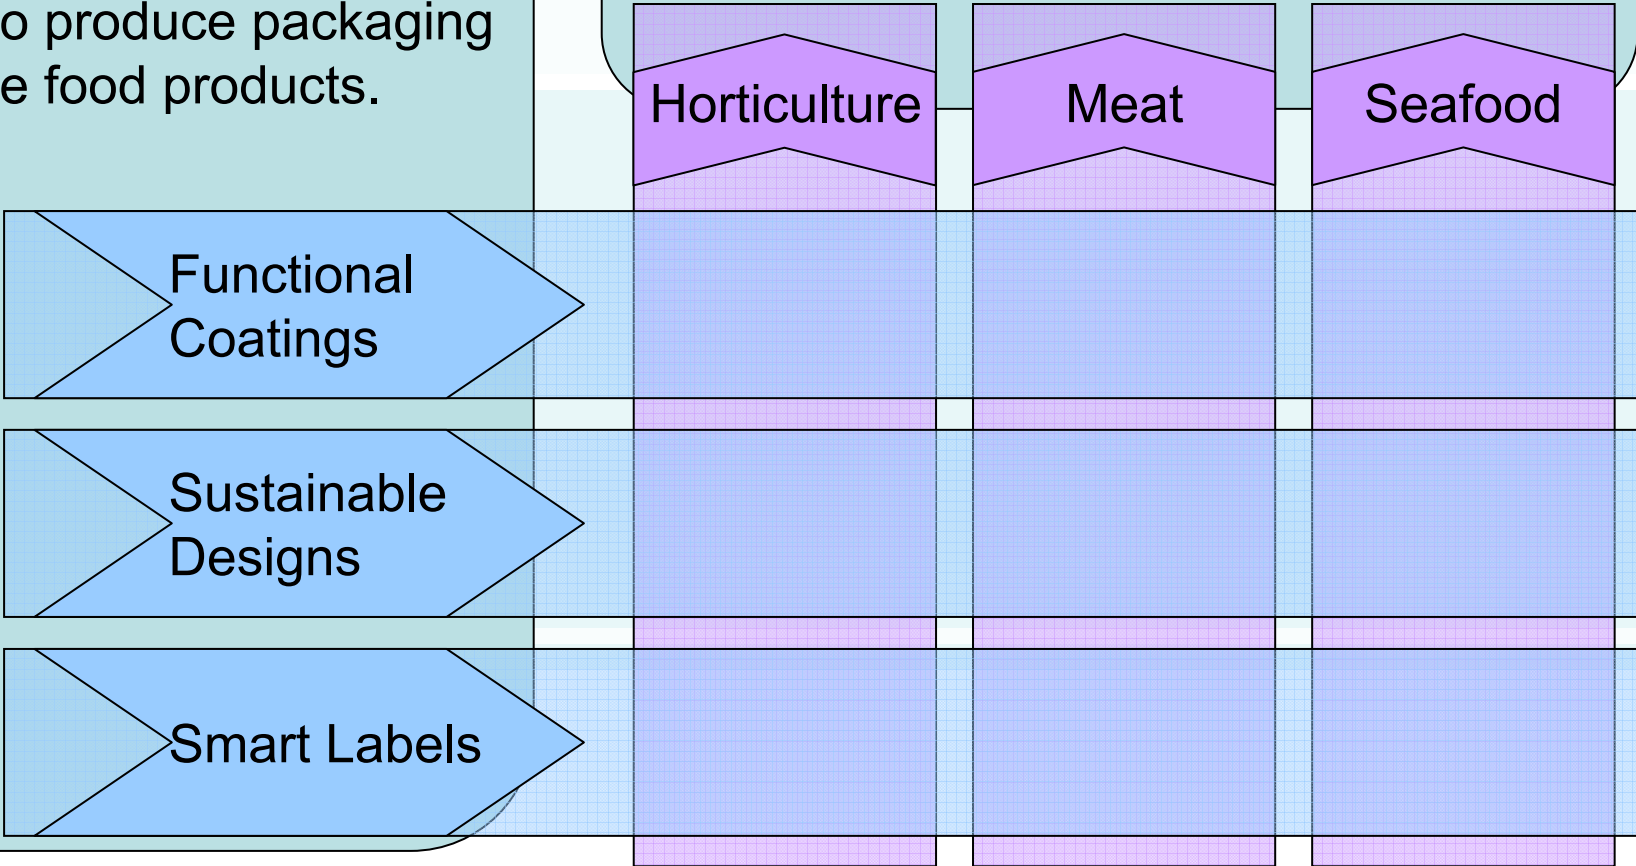 o produce packaging
e food products.
Horticulture Meat Seafood
Functional
Coatings
Sustainable
Designs
Smart Labels